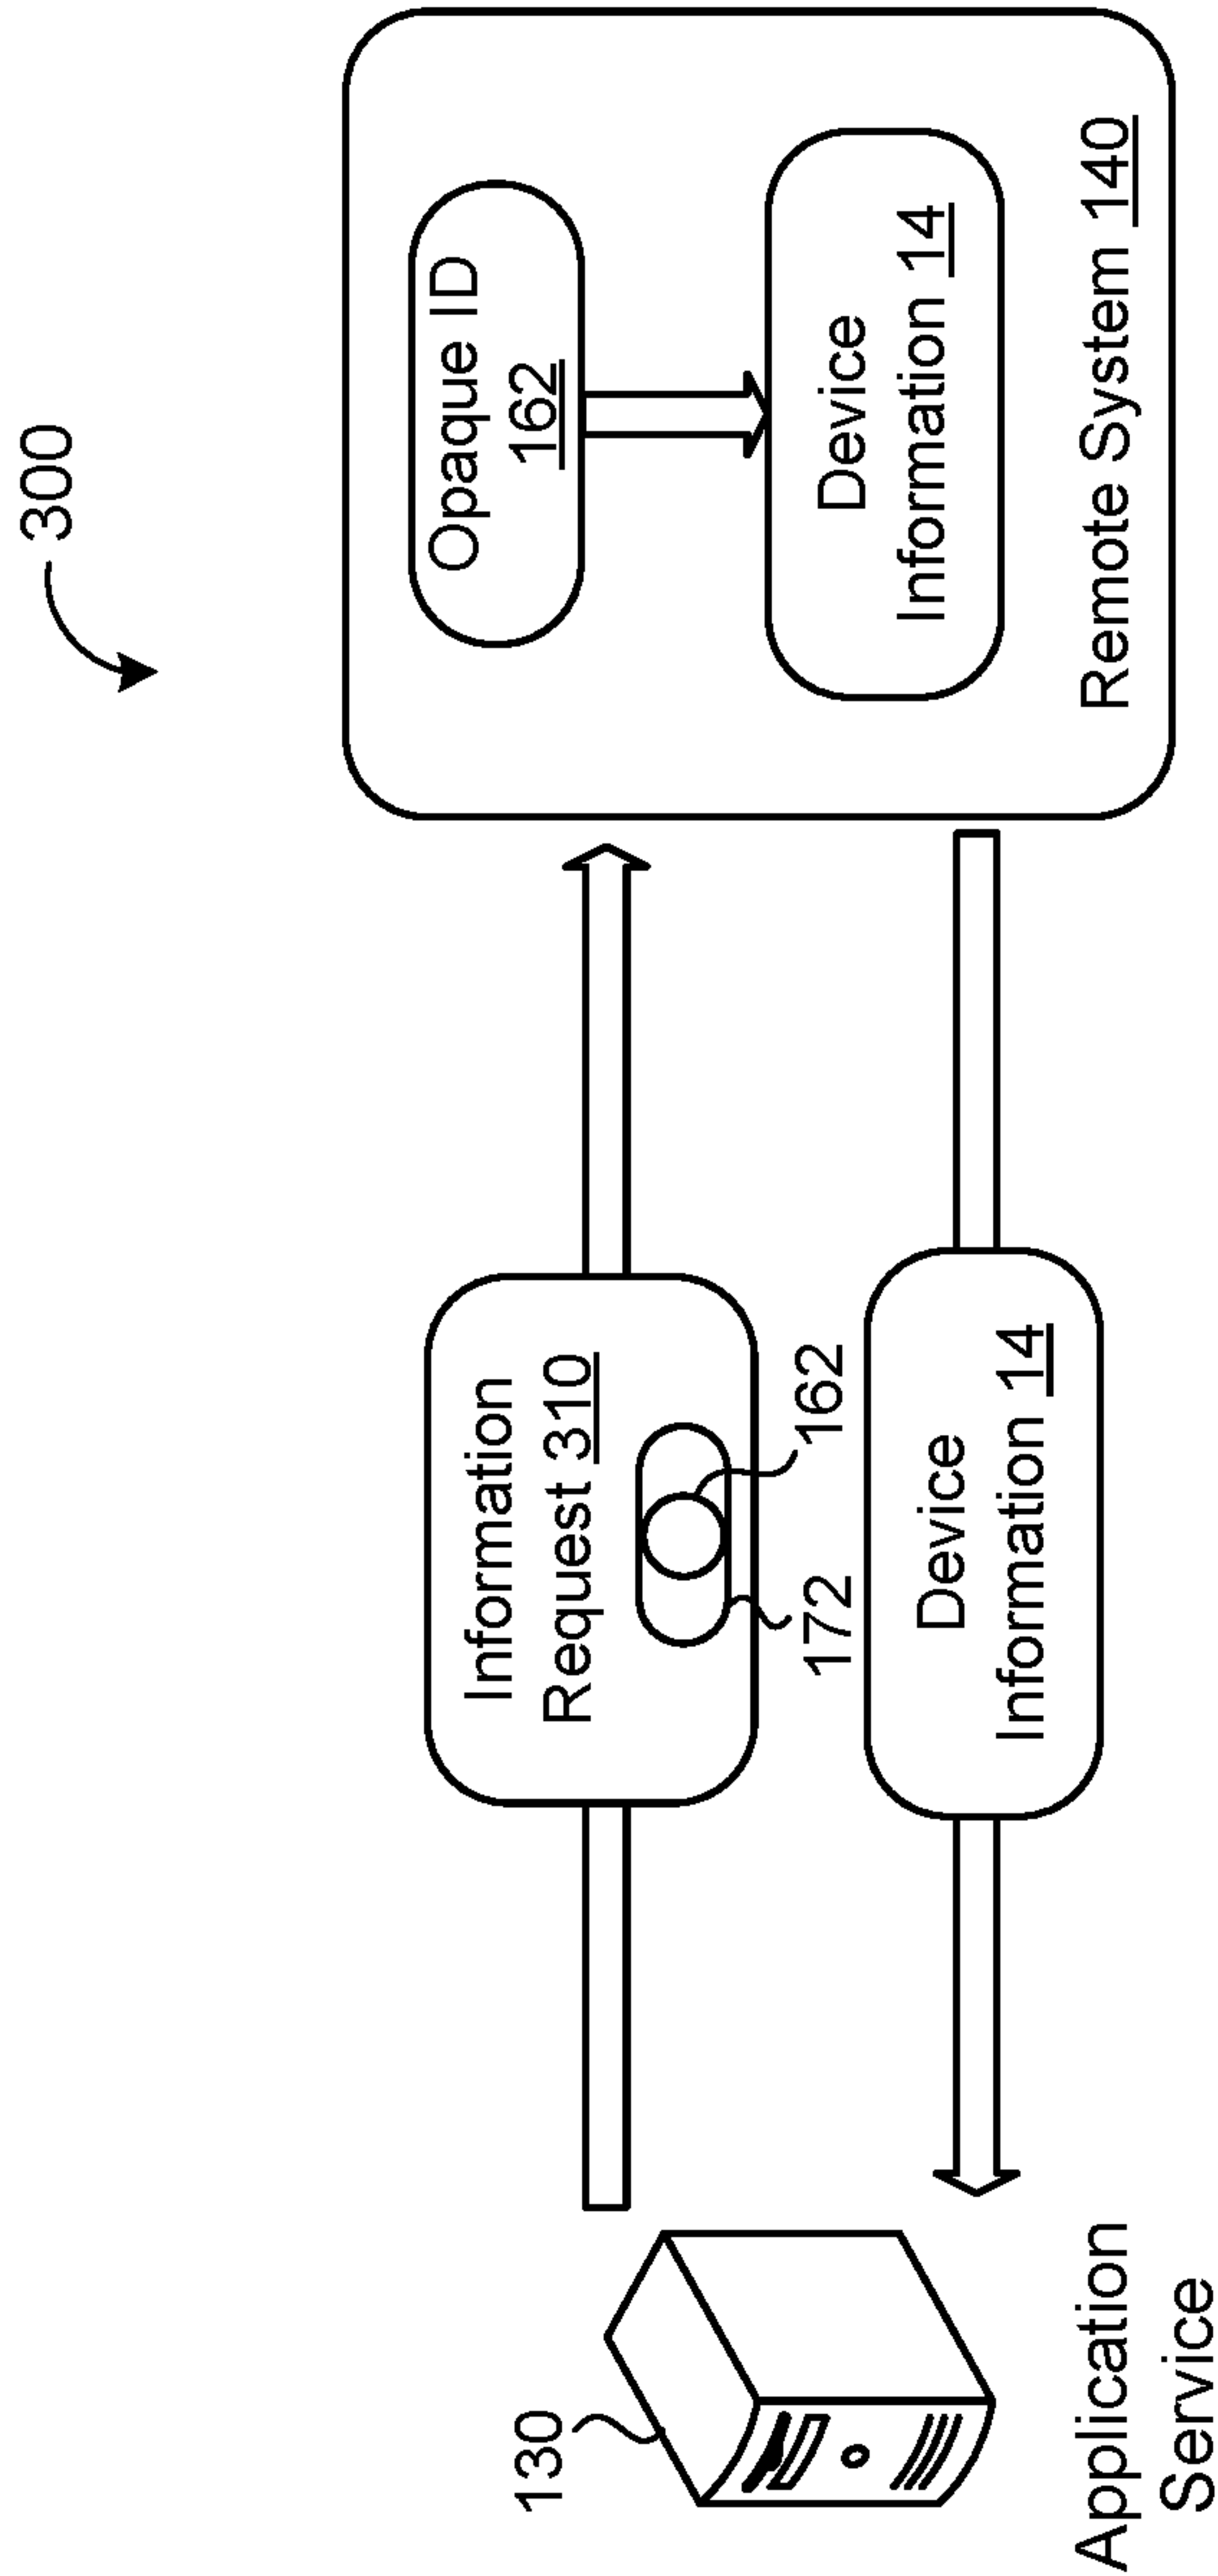 300
Opaque ID
162
Device
Information 14
Remote System 140
Information
Request 310
162
172
Device
Information 14
130
Application
Service